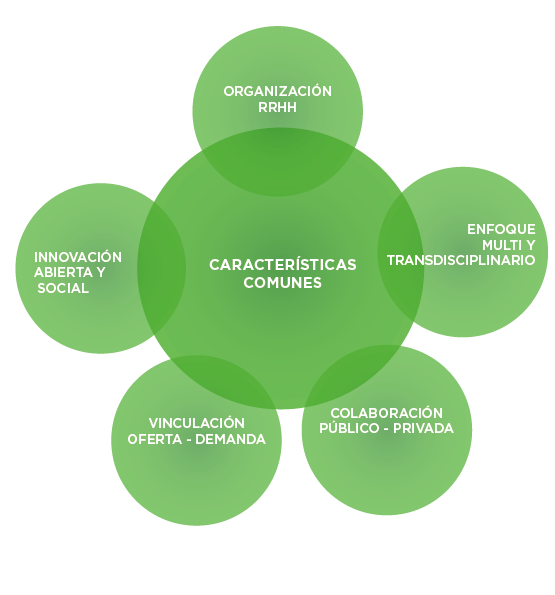 ORGANIZACIÓN
RRHH
ENFOQUE
MULTI Y
TRANSDISCIPLINARIO
INNOVACIÓN
ABIERTA Y
SOCIAL
CARACTERÍSTICAS
COMUNES
VINCULACIÓN
OFERTA - DEMANDA
COLABORACIÓN
PÚBLICO - PRIVADA